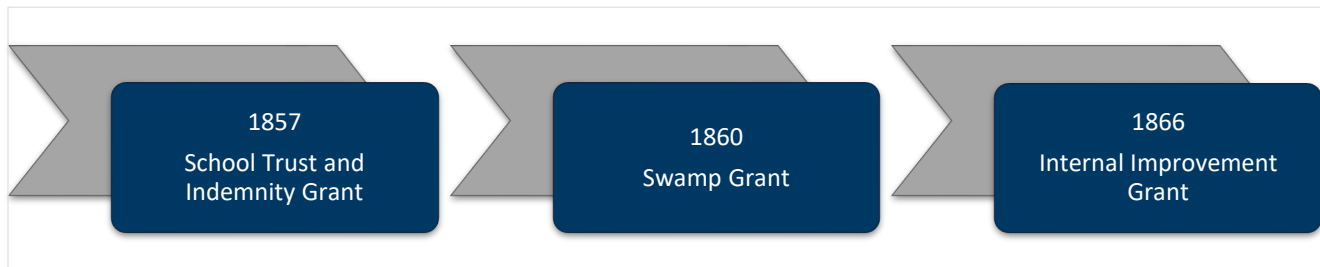 1857
School Trust and
Indemnity Grant
1860
Swamp Grant
1866
Internal Improvement
Grant